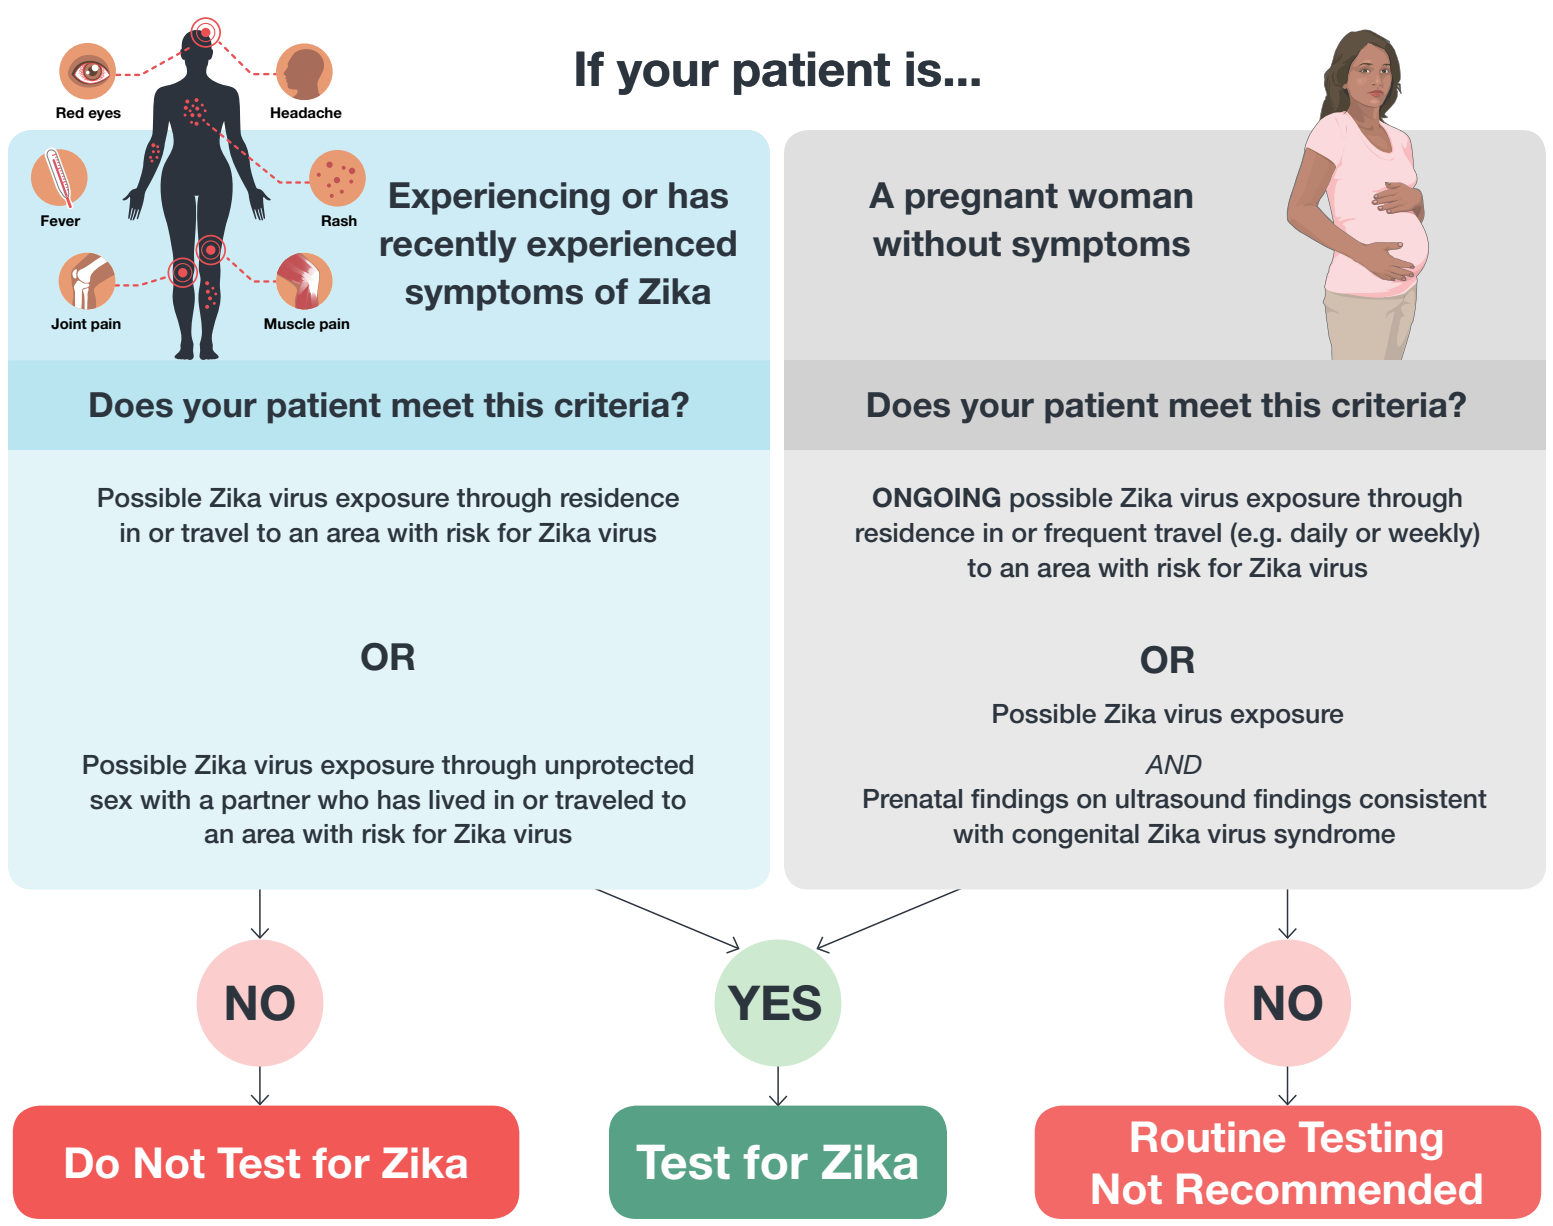 If your patient is...
Red eyes
Headache
Fever
Rash
Joint pain
Muscle pain
Experiencing or has
recently experienced
symptoms of Zika
Does your patient meet this criteria?
Possible Zika virus exposure through residence
in or travel to an area with risk for Zika virus
OR
Possible Zika virus exposure through unprotected
sex with a partner who has lived in or traveled to
an area with risk for Zika virus
A pregnant woman
without symptoms
Does your patient meet this criteria?
ONGOING possible Zika virus exposure through
residence in or frequent travel (e.g. daily or weekly)
to an area with risk for Zika virus
OR
Possible Zika virus exposure
AND
Prenatal findings on ultrasound findings consistent
with congenital Zika virus syndrome
NO
YES
NO
Do Not Test for Zika
Test for Zika
Routine Testing
Not Recommended